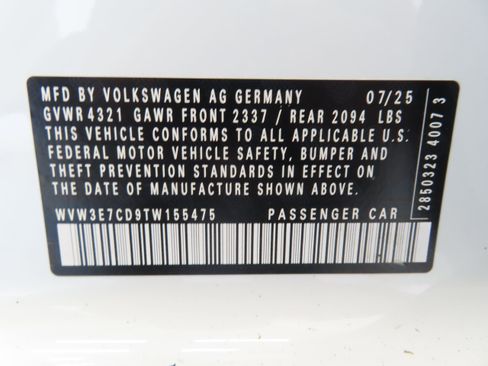 MFD BY VOLKSWAGEN AG GERMANY 07/25
GVWR 4321 GAWR FRONT 2337 / REAR 2094 LBS
THIS VEHICLE CONFORMS TO ALL APPLICABLE U.S.
FEDERAL MOTOR VEHICLE SAFETY, BUMPER AND
THEFT PREVENTION STANDARDS IN EFFECT ON
THE DATE OF MANUFACTURE SHOWN ABOVE
WVW3E7CD9TW155475 PASSENGER CAR
2850323 4007 3